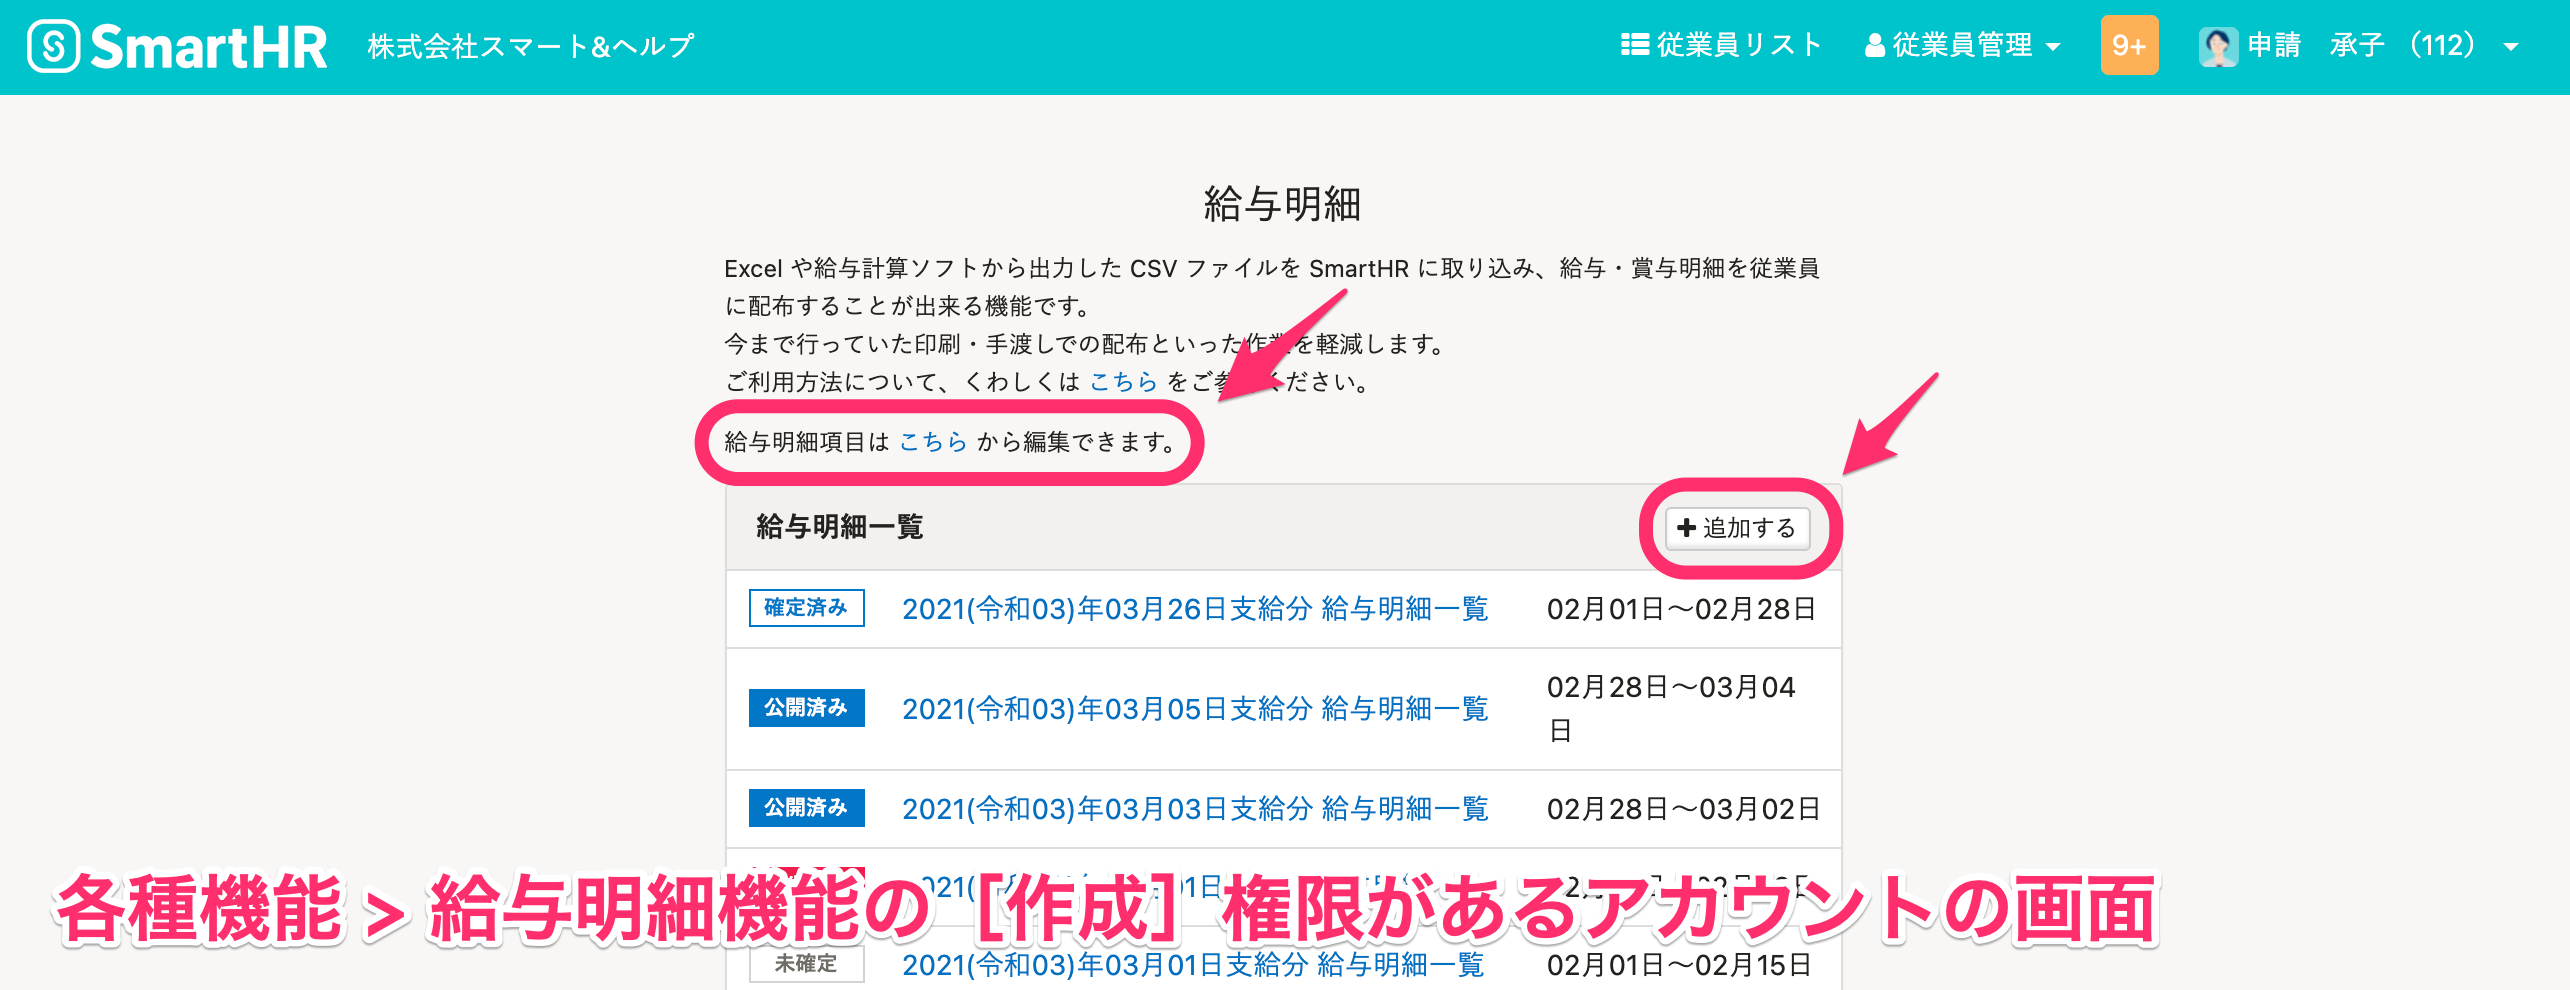 SmartHR 株式会社スマート&ヘルプ 従業員リスト 従業員管理 9+ 申請 承子 （112）
給与明細
Excel や給与計算ソフトから出力した CSV ファイルを SmartHR に取り込み、給与・賞与明細を従業員
に配布することが出来る機能です。
今まで行っていた印刷・手渡しでの配布といった作業を軽減します。
ご利用方法について、くわしくは こちら をご参 ください。
給与明細項目は こちら から編集できます。
給与明細一覧 追加する
確定済み 2021(令和03)年03月26日支給分 給与明細一覧 02月01日〜02月28日
公開済み 2021(令和03)年03月05日支給分 給与明細一覧 02月28日〜03月04
日
公開済み 2021(令和03)年03月03日支給分 給与明細一覧 02月28日〜03月02日
各種機能 > 給与明細機能の［作成］権限があるアカウントの画面
未確定 2021(令和03)年03月01日支給分 給与明細一覧 02月01日〜02月15日